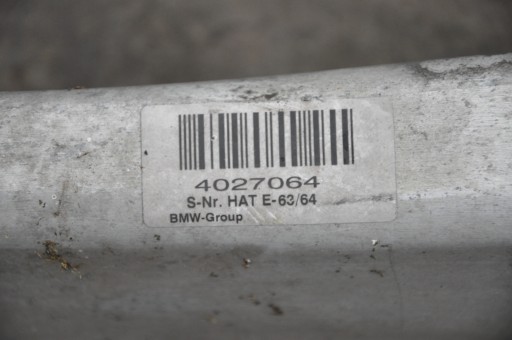 4027064
S-Nr. HAT E-63/64
BMW-Group